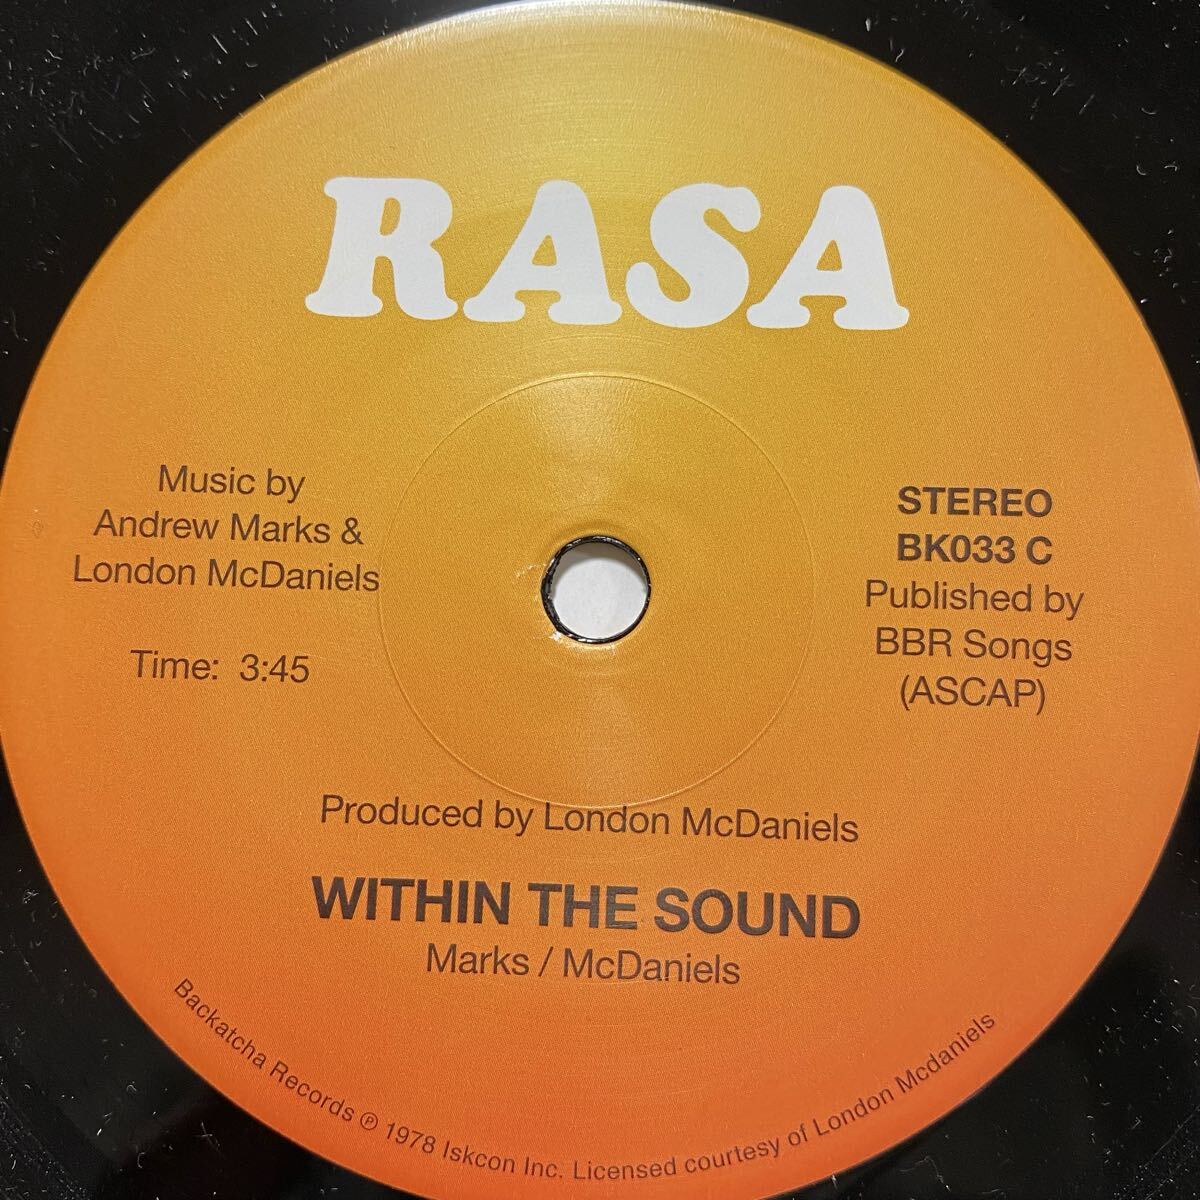 RASA
Music by
Andrew Marks &
London McDaniels
Time: 3:45
STEREO
BK033 C
Published by
BBR Songs
(ASCAP)
Produced by London McDaniels
WITHIN THE SOUND
Marks / McDaniels
Backatcha Records ℗ 1978 Iskcon Inc. Licensed courtesy of London Mcdaniels